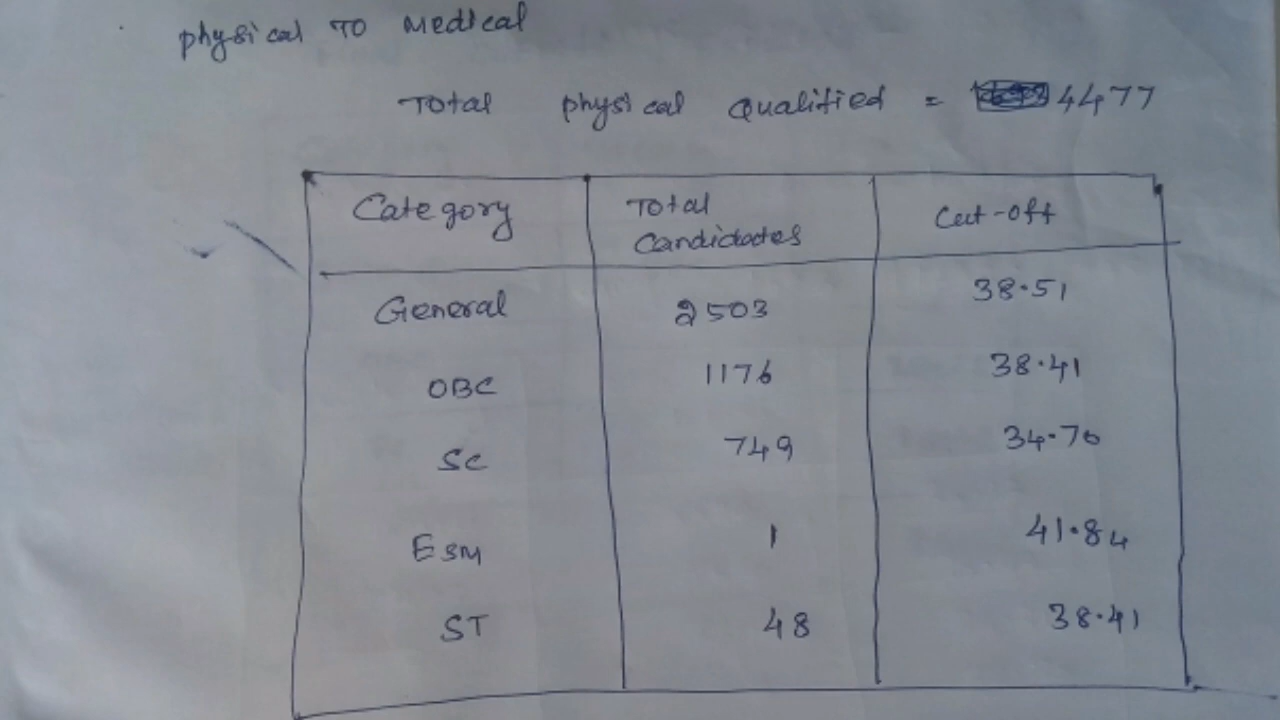 physical TO Medical
Total physical Qualified = 4477
Category Total Candidates Cut-off
General 2503 38.51
OBC 1176 38.41
SC 749 34.76
ESM 1 41.84
ST 48 38.41